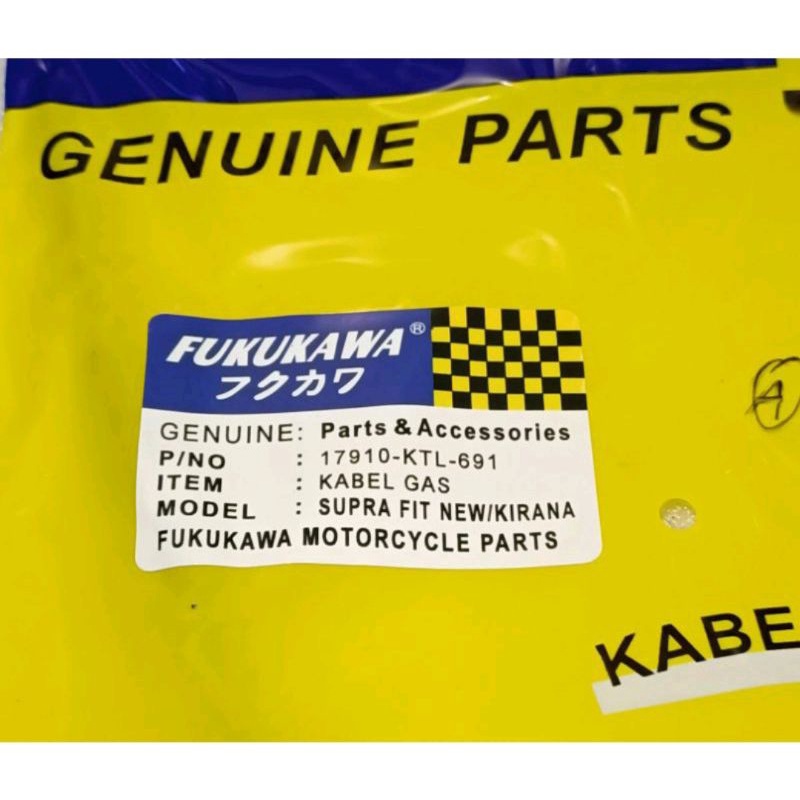 GENUINE PARTS
FUKUKAWA®
フクカワ
GENUINE: Parts & Accessories
P/NO : 17910-KTL-691
ITEM : KABEL GAS
MODEL : SUPRA FIT NEW/KIRANA
FUKUKAWA MOTORCYCLE PARTS
A
KABE